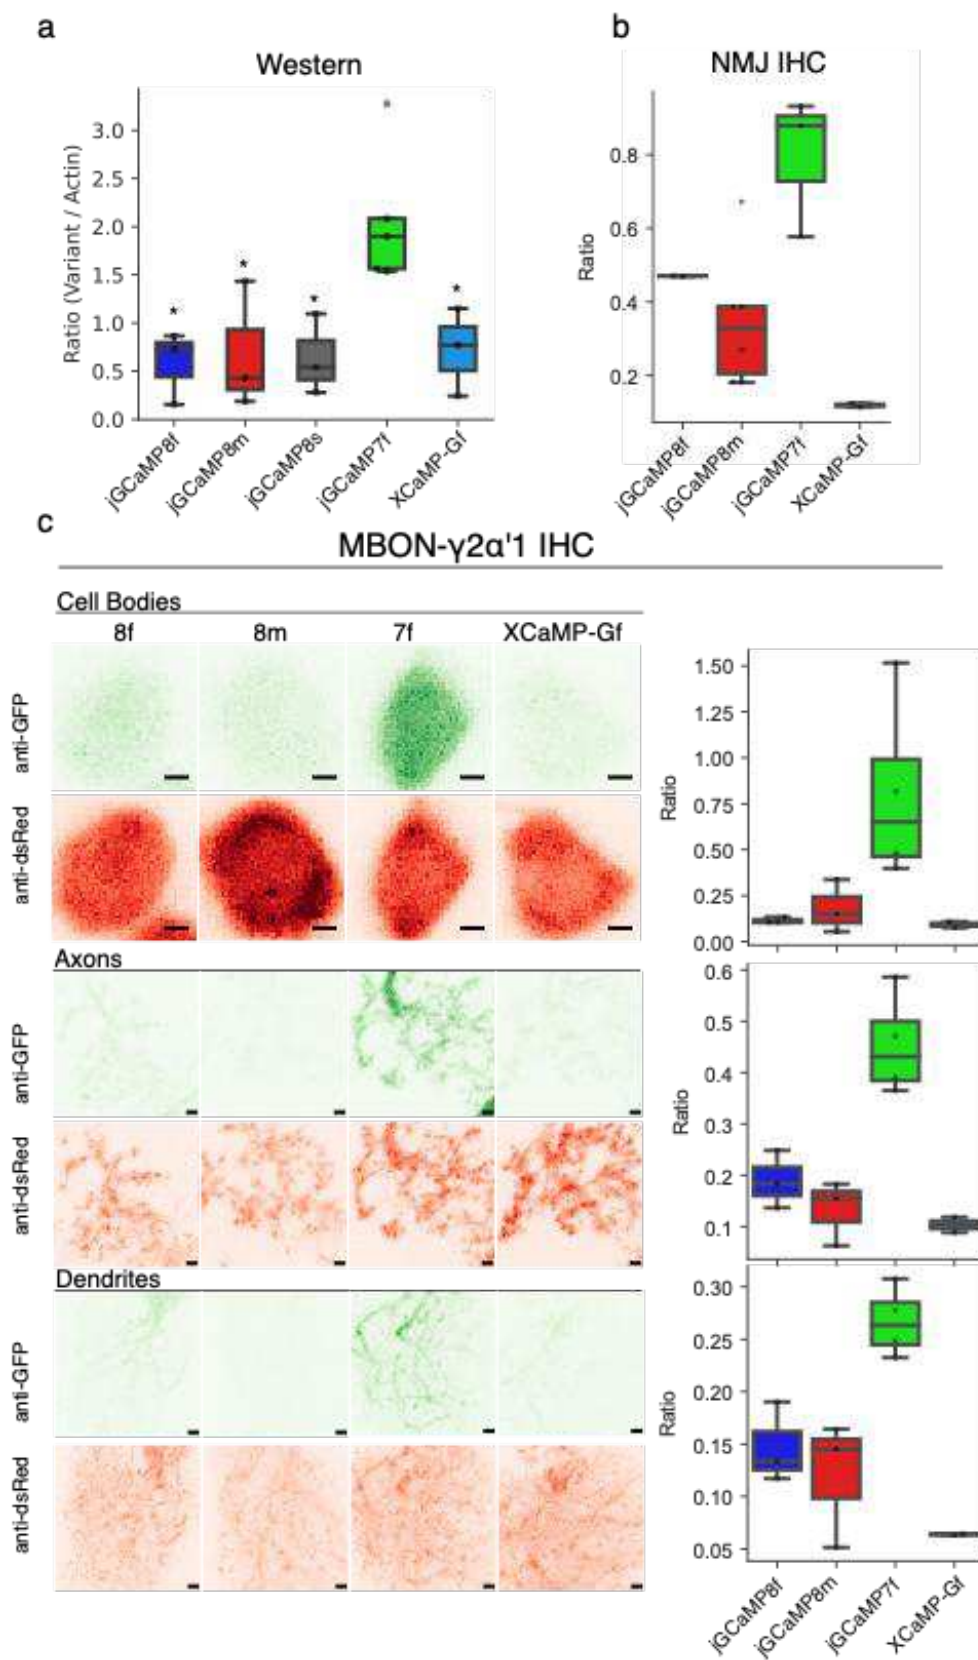 a
Western
Ratio (Variant / Actin)
3.0
2.5
2.0
1.5
1.0
0.5
0.0
* * * *
jGCaMP8f
jGCaMP8m
jGCaMP8s
jGCaMP7f
XCaMP-Gf
b
NMJ IHC
Ratio
0.8
0.6
0.4
0.2
jGCaMP8f
jGCaMP8m
jGCaMP7f
XCaMP-Gf
c
MBON-γ2α'1 IHC
Cell Bodies
8f 8m 7f XCaMP-Gf
anti-GFP
anti-dsRed
Ratio
1.50
1.25
1.00
0.75
0.50
0.25
0.00
Axons
anti-GFP
anti-dsRed
Ratio
0.6
0.5
0.4
0.3
0.2
0.1
Dendrites
anti-GFP
anti-dsRed
Ratio
0.30
0.25
0.20
0.15
0.10
0.05
jGCaMP8f
jGCaMP8m
jGCaMP7f
XCaMP-Gf